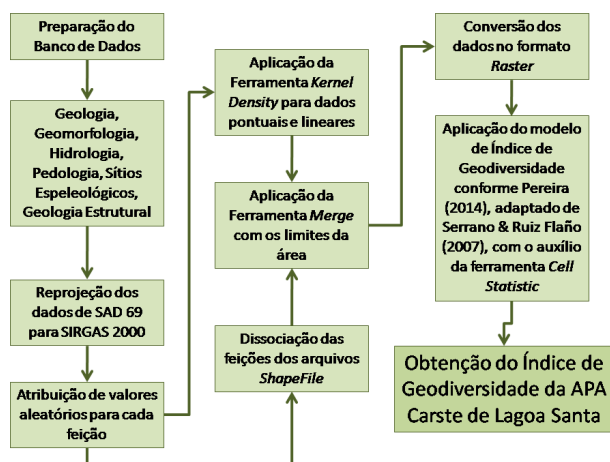 Preparação do
Banco de Dados
Geologia,
Geomorfologia,
Hidrologia,
Pedologia, Sítios
Espeleológicos,
Geologia Estrutural
Reprojeção dos
dados de SAD 69
para SIRGAS 2000
Atribuição de valores
aleatórios para cada
feição
Aplicação da
Ferramenta Kernel
Density para dados
pontuais e lineares
Aplicação da
Ferramenta Merge
com os limites da
área
Dissociação das
feições dos arquivos
ShapeFile
Conversão dos
dados no formato
Raster
Aplicação do modelo
de Índice de
Geodiversidade
conforme Pereira
(2014), adaptado de
Serrano & Ruiz Flaño
(2007), com o auxílio
da ferramenta Cell
Statistic
Obtenção do Índice de
Geodiversidade da APA
Carste de Lagoa Santa